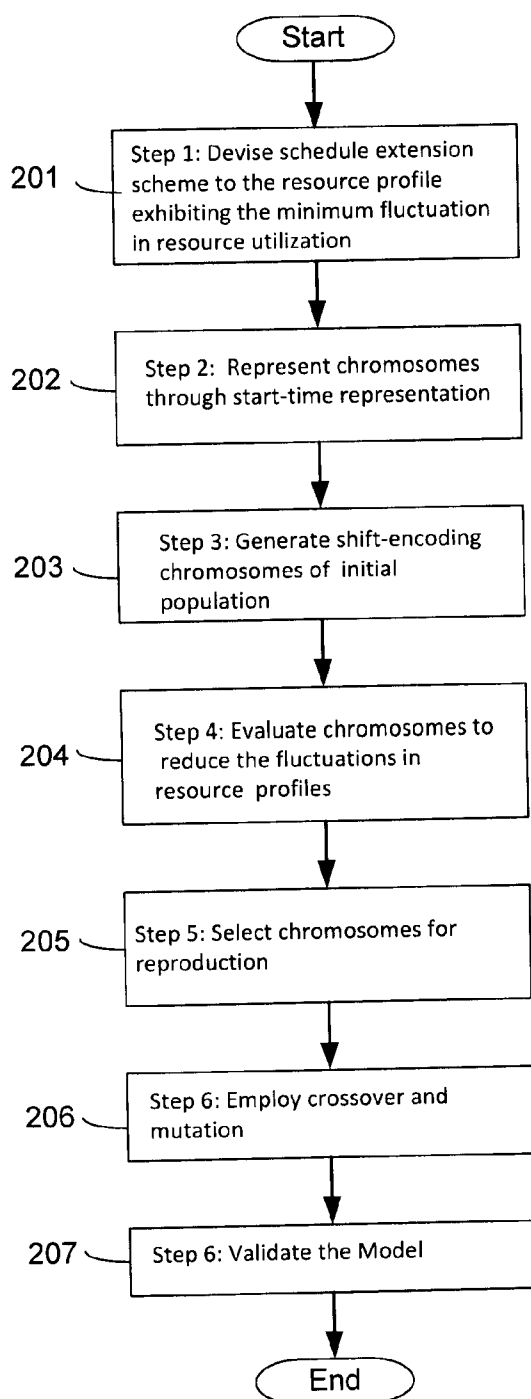 Start
201
Step 1: Devise schedule extension
scheme to the resource profile
exhibiting the minimum fluctuation
in resource utilization
202
Step 2: Represent chromosomes
through start-time representation
203
Step 3: Generate shift-encoding
chromosomes of initial
population
204
Step 4: Evaluate chromosomes to
reduce the fluctuations in
resource profiles
205
Step 5: Select chromosomes for
reproduction
206
Step 6: Employ crossover and
mutation
207
Step 6: Validate the Model
End